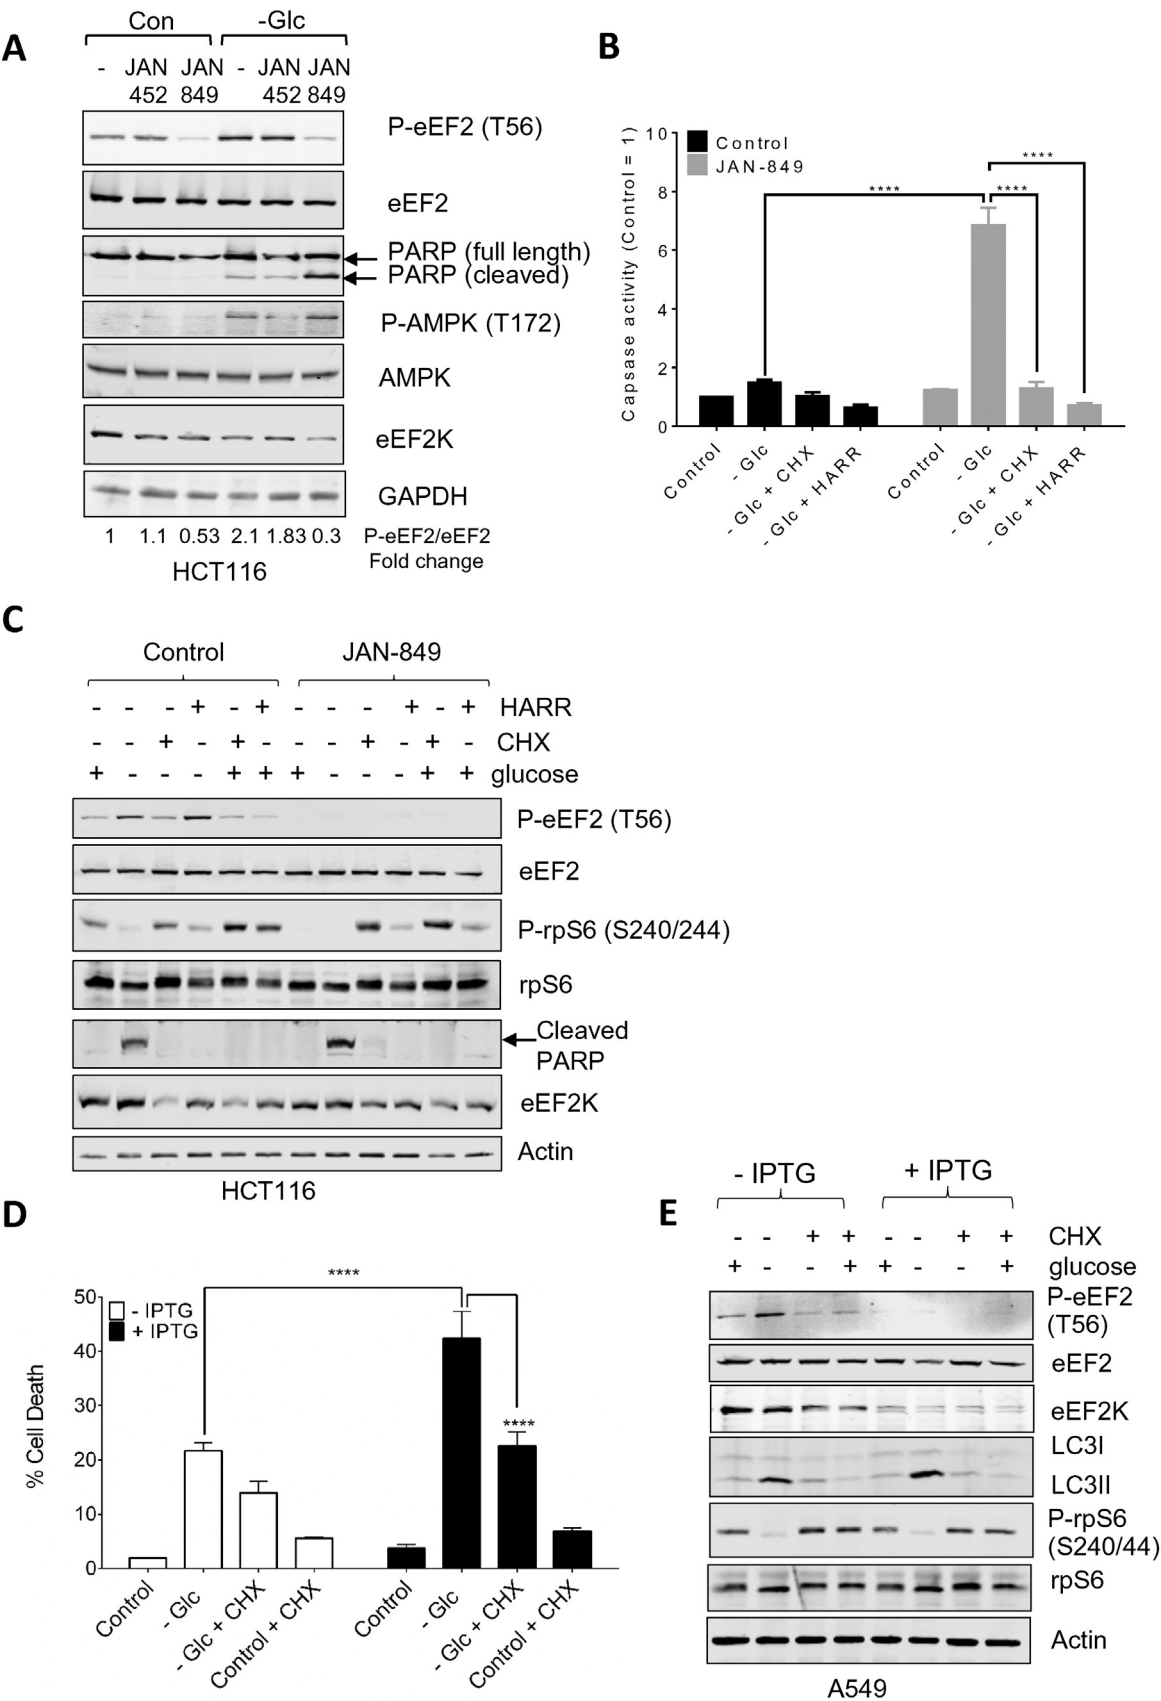 A
Con -Glc
- JAN JAN - JAN JAN
452 849 452 849
P-eEF2 (T56)
eEF2
PARP (full length)
PARP (cleaved)
P-AMPK (T172)
AMPK
eEF2K
GAPDH
1 1.1 0.53 2.1 1.83 0.3 P-eEF2/eEF2
Fold change
HCT116
B
Capsase activity (Control = 1)
10
8
6
4
2
0
Control
JAN-849
****
**** ****
Control
- Glc
- Glc + CHX
- Glc + HARR
Control
- Glc
- Glc + CHX
- Glc + HARR
C
Control JAN-849
- - - + - + - - - + - + HARR
- - + - + - - - + - + - CHX
+ - - - + + + - - - + + glucose
P-eEF2 (T56)
eEF2
P-rpS6 (S240/244)
rpS6
Cleaved
PARP
eEF2K
Actin
HCT116
D
% Cell Death
50
40
30
20
10
0
- IPTG
+ IPTG
****
****
Control
- Glc
- Glc + CHX
Control + CHX
Control
- Glc
- Glc + CHX
Control + CHX
E
- IPTG + IPTG
- - + + - - + + CHX
+ - - + + - - + glucose
P-eEF2
(T56)
eEF2
eEF2K
LC3I
LC3II
P-rpS6
(S240/44)
rpS6
Actin
A549